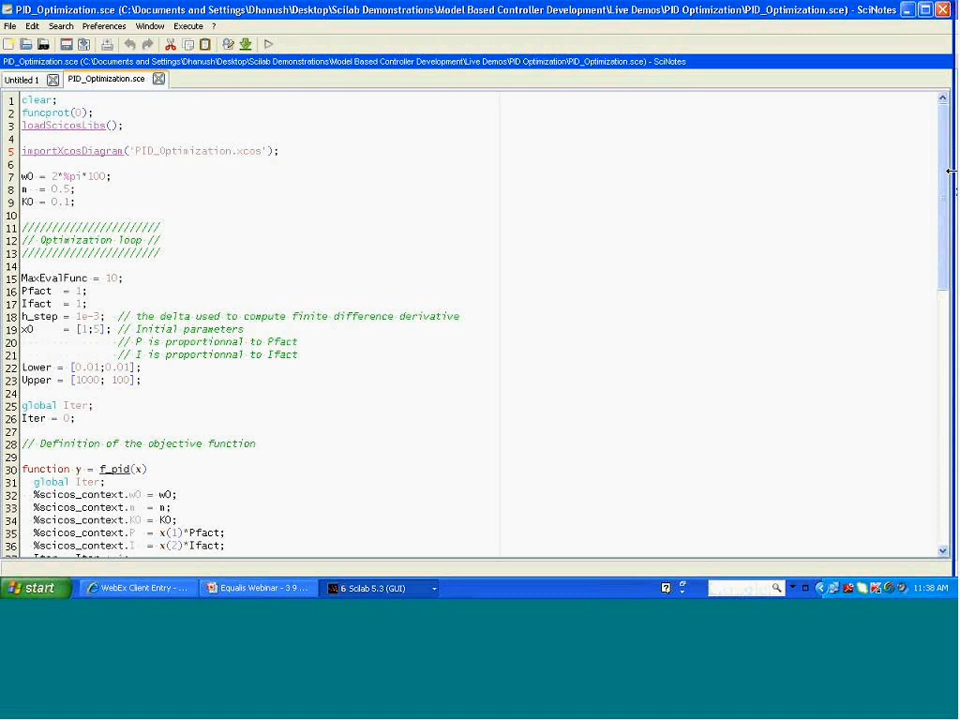 PID_Optimization.sce (C:\Documents and Settings\Dhanush\Desktop\Scilab Demonstrations\Model Based Controller Development\Live Demos\PID Optimization\PID_Optimization.sce) - SciNotes
File Edit Search Preferences Window Execute ?
PID_Optimization.sce (C:\Documents and Settings\Dhanush\Desktop\Scilab Demonstrations\Model Based Controller Development\Live Demos\PID Optimization\PID_Optimization.sce) - SciNotes
Untitled 1 PID_Optimization.sce
1 clear;
2 funcprot(0);
3 loadScicosLibs();
4
5 importXcosDiagram('PID_Optimization.xcos');
6
7 w0 = 2*%pi*100;
8 m = 0.5;
9 K0 = 0.1;
10
11 ///////////////////////
12 // Optimization loop //
13 ///////////////////////
14
15 MaxEvalFunc = 10;
16 Pfact = 1;
17 Ifact = 1;
18 h_step = 1e-3; // the delta used to compute finite difference derivative
19 x0 = [1;5]; // Initial parameters
20 // P is proportionnal to Pfact
21 // I is proportionnal to Ifact
22 Lower = [0.01;0.01];
23 Upper = [1000; 100];
24
25 global Iter;
26 Iter = 0;
27
28 // Definition of the objective function
29
30 function y = f_pid(x)
31 global Iter;
32 %scicos_context.w0 = w0;
33 %scicos_context.m = m;
34 %scicos_context.K0 = K0;
35 %scicos_context.P = x(1)*Pfact;
36 %scicos_context.I = x(2)*Ifact;
start WebEx Client Entry - ... Equalis Webinar - 3 9 ... 6 Scilab 5.3 (GUI) 11:38 AM